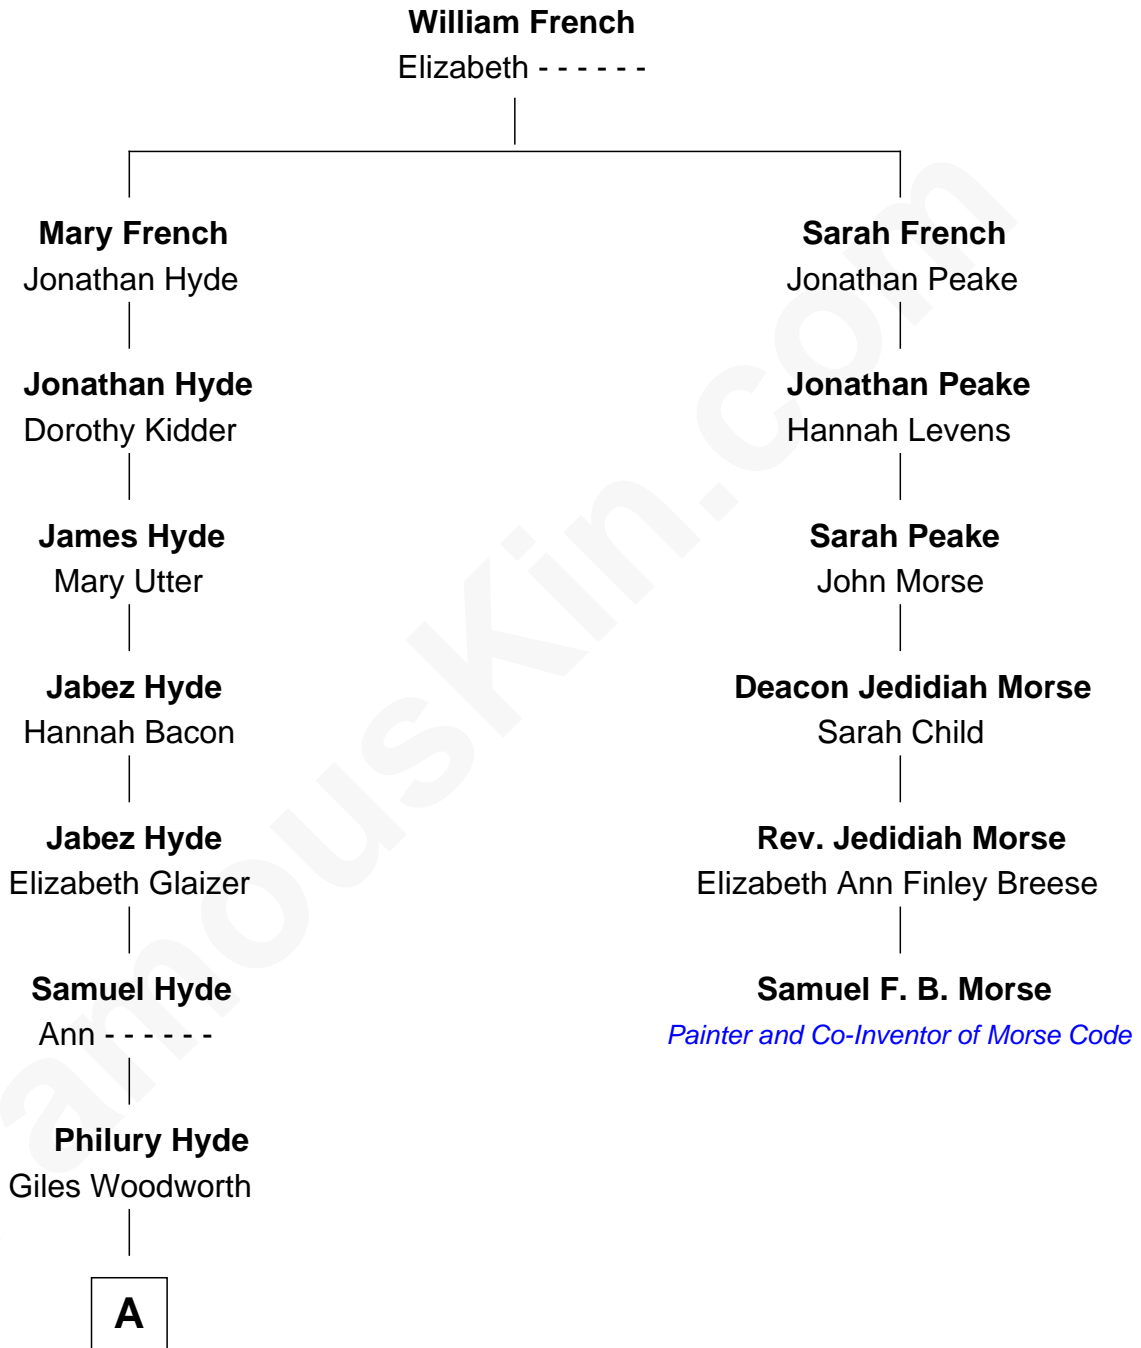 William French
Elizabeth - - - - - -
Mary French
Jonathan Hyde
Sarah French
Jonathan Peake
Jonathan Hyde
Dorothy Kidder
Jonathan Peake
Hannah Levens
James Hyde
Mary Utter
Sarah Peake
John Morse
Jabez Hyde
Hannah Bacon
Deacon Jedidiah Morse
Sarah Child
Jabez Hyde
Elizabeth Glaizer
Rev. Jedidiah Morse
Elizabeth Ann Finley Breese
Samuel Hyde
Ann - - - - - -
Samuel F. B. Morse
Painter and Co-Inventor of Morse Code
Philury Hyde
Giles Woodworth
A
amousKin.com